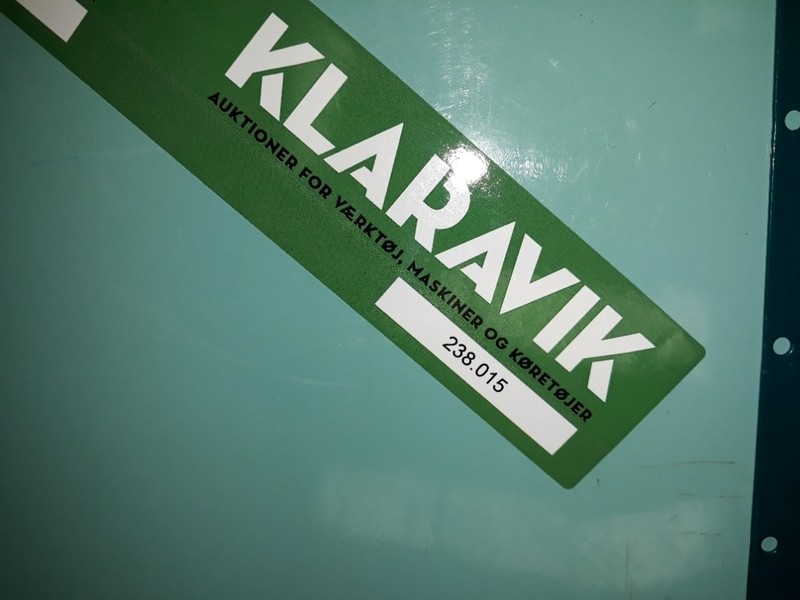 KLARAVIK
AUKTIONER FOR VÆRKTØJ, MASKINER OG KØRETØJER
238.015